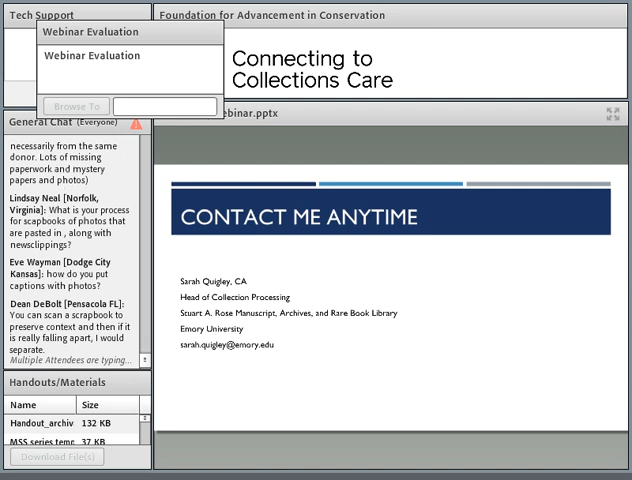 Tech Support
Foundation for Advancement in Conservation
Webinar Evaluation
Webinar Evaluation
Browse To
Connecting to
Collections Care
General Chat (Everyone)
ebinar.pptx
necessarily from the same
donor. Lots of missing
paperwork and mystery
papers and photos)
Lindsay Neal [Norfolk,
Virginia]: What is your process
for scapbooks of photos that
are pasted in , along with
newsclippings?
Eve Wayman [Dodge City
Kansas]: how do you put
captions with photos?
Dean DeBolt [Pensacola FL]:
You can scan a scrapbook to
preserve context and then if it
is really falling apart, I would
separate.
Multiple Attendees are typing...
CONTACT ME ANYTIME
Sarah Quigley, CA
Head of Collection Processing
Stuart A. Rose Manuscript, Archives, and Rare Book Library
Emory University
sarah.quigley@emory.edu
Handouts/Materials
Name Size
Handout_archiv 132 KB
MSS series temp 37 KB
Download File(s)